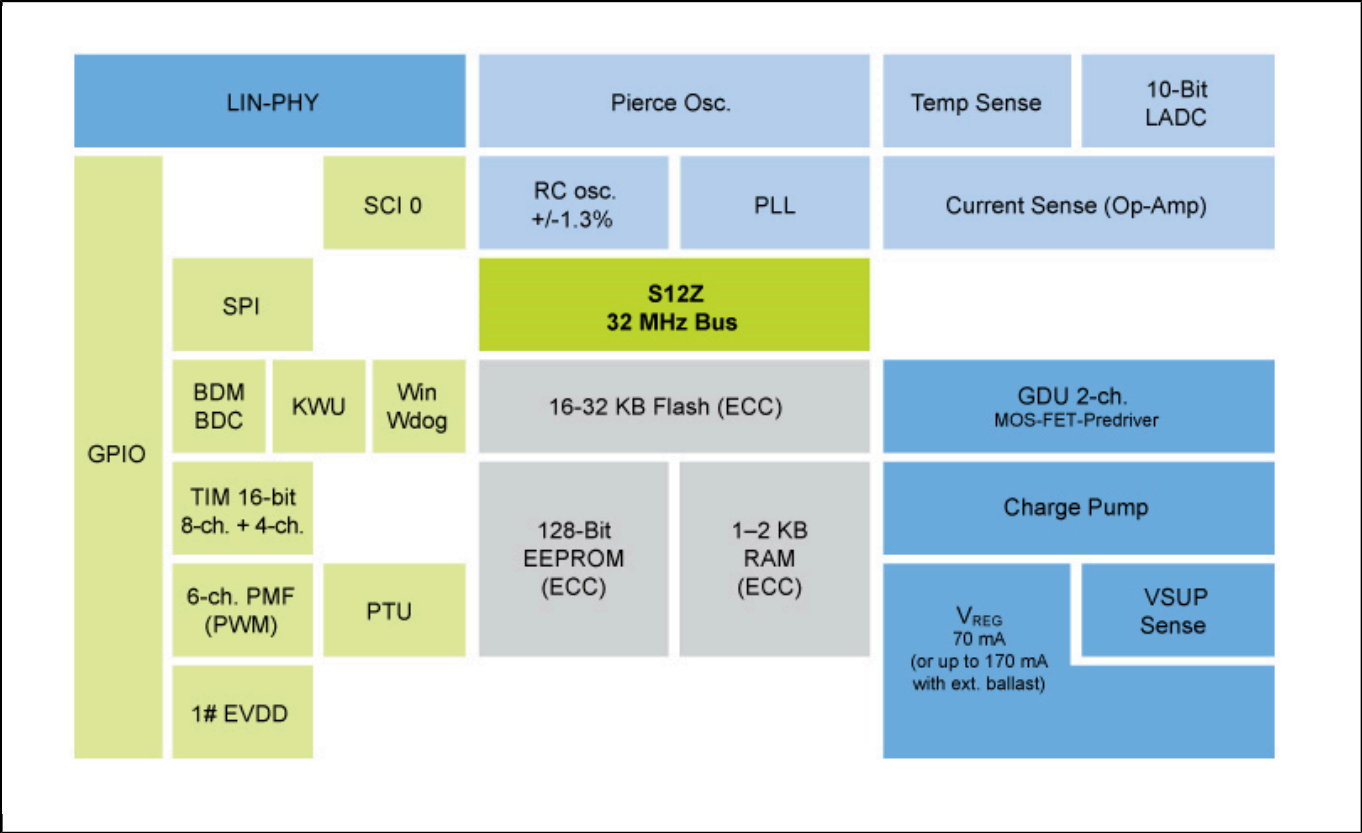 LIN-PHY
Pierce Osc.
Temp Sense
10-Bit
LADC
SCI 0
RC osc.
+/-1.3%
PLL
Current Sense (Op-Amp)
SPI
S12Z
32 MHz Bus
GPIO
BDM
BDC
KWU
Win
Wdog
16-32 KB Flash (ECC)
GDU 2-ch.
MOS-FET-Predriver
TIM 16-bit
8-ch. + 4-ch.
128-Bit
EEPROM
(ECC)
1–2 KB
RAM
(ECC)
Charge Pump
6-ch. PMF
(PWM)
PTU
VREG
70 mA
(or up to 170 mA
with ext. ballast)
VSUP
Sense
1# EVDD